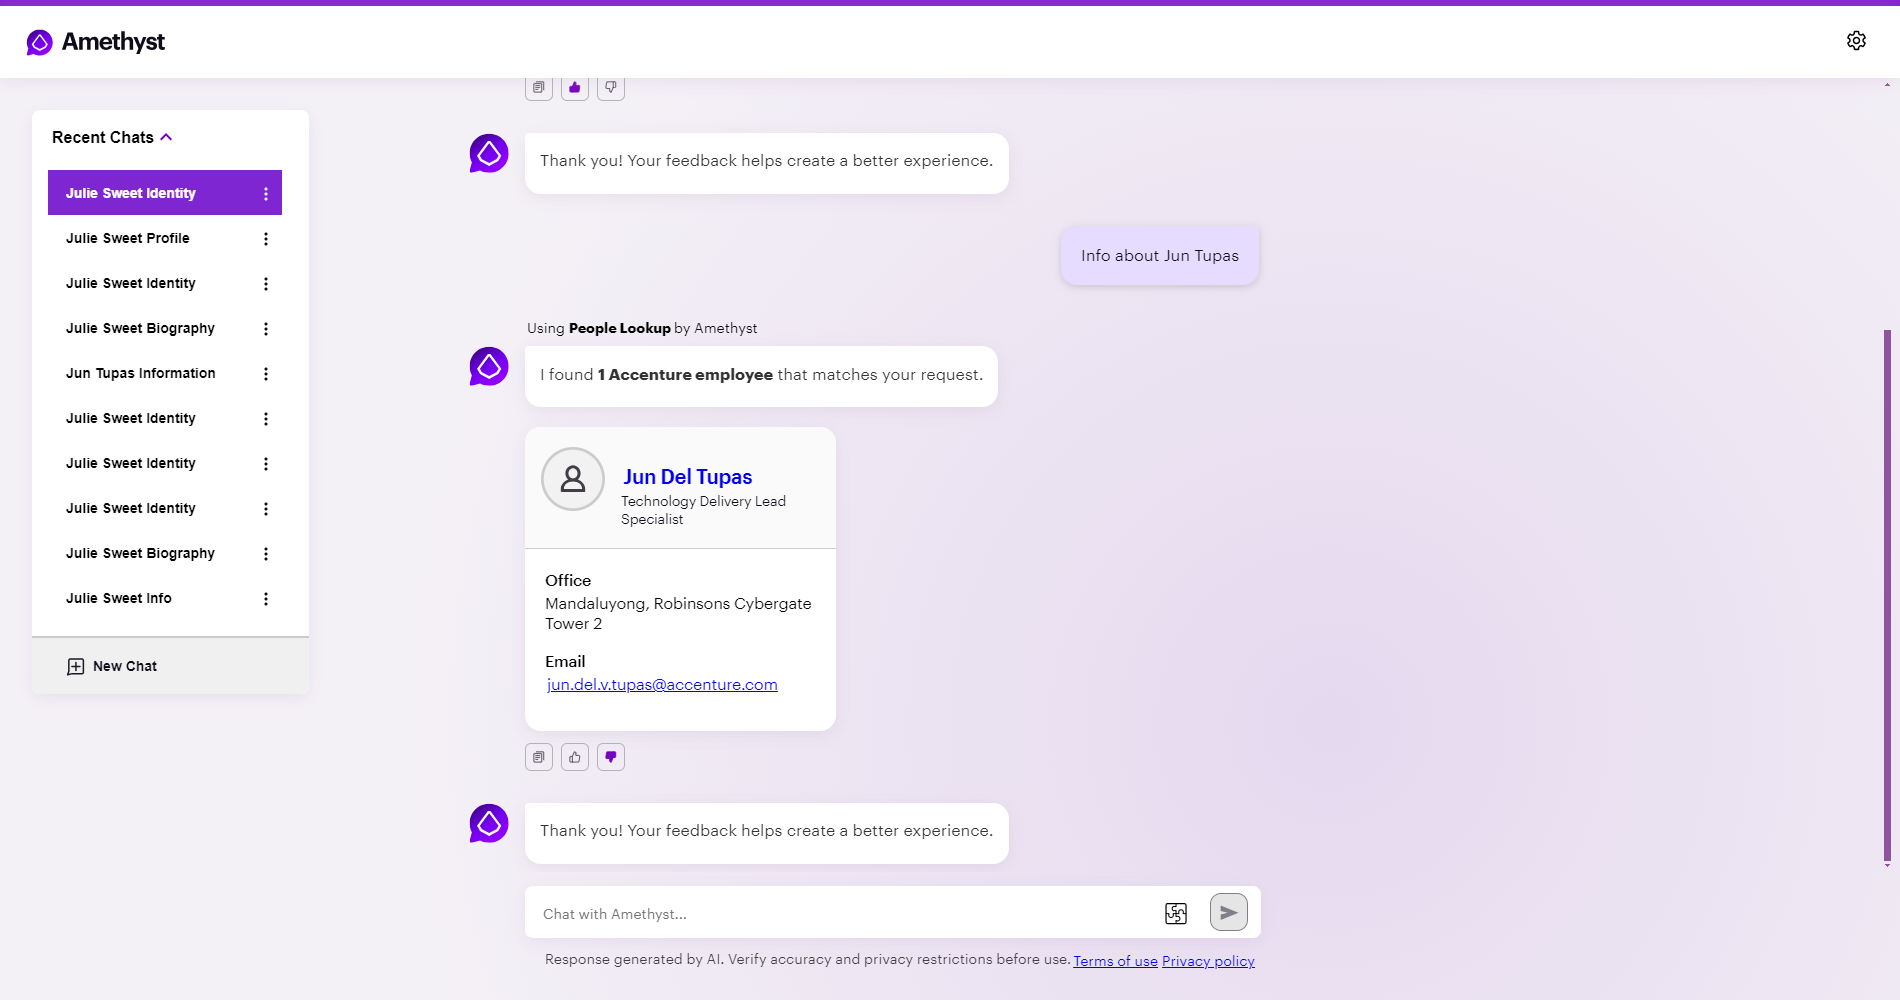 Amethyst
Recent Chats
Julie Sweet Identity
Julie Sweet Profile
Julie Sweet Identity
Julie Sweet Biography
Jun Tupas Information
Julie Sweet Identity
Julie Sweet Identity
Julie Sweet Identity
Julie Sweet Biography
Julie Sweet Info
New Chat
Thank you! Your feedback helps create a better experience.
Info about Jun Tupas
Using People Lookup by Amethyst
I found 1 Accenture employee that matches your request.
Jun Del Tupas
Technology Delivery Lead
Specialist
Office
Mandaluyong, Robinsons Cybergate
Tower 2
Email
jun.del.v.tupas@accenture.com
Thank you! Your feedback helps create a better experience.
Chat with Amethyst...
Response generated by AI. Verify accuracy and privacy restrictions before use. Terms of use Privacy policy